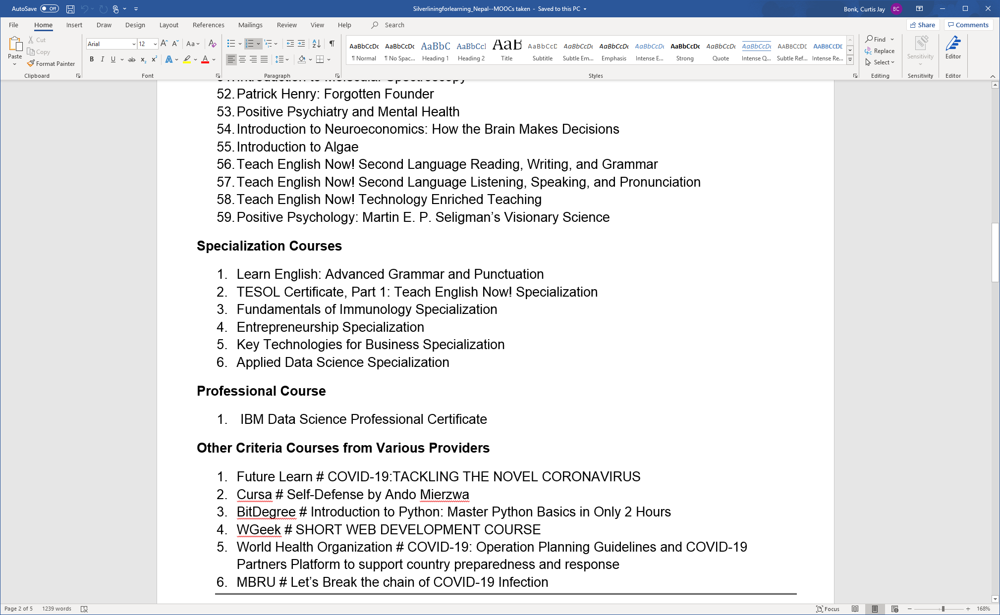 AutoSave Off Silverliningforlearning_Nepal--MOOCs taken - Saved to this PC Bonk, Curtis Jay BC
File Home Insert Draw Design Layout References Mailings Review View Help Search Share Comments
Paste Cut Copy Format Painter
Clipboard
Arial 12 Aa
B I U ab x₂ x² A A
Font
Paragraph
AaBbCcDc AaBbCcDc AaBbC AaBbCcI AaB AaBbCcD AaBbCcDc AaBbCcDc AaBbCcDc AaBbCcDc AaBbCcDc AaBbCcDc AABBCCDE AABBCCDE
¶ Normal ¶ No Spac... Heading 1 Heading 2 Title Subtitle Subtle Em... Emphasis Intense E... Strong Quote Intense Q... Subtle Ref... Intense Re...
Styles
Find
Replace
Select
Editing
Sensitivity
Sensitivity
Editor
Editor
51. Introduction to Molecular Spectroscopy
52. Patrick Henry: Forgotten Founder
53. Positive Psychiatry and Mental Health
54. Introduction to Neuroeconomics: How the Brain Makes Decisions
55. Introduction to Algae
56. Teach English Now! Second Language Reading, Writing, and Grammar
57. Teach English Now! Second Language Listening, Speaking, and Pronunciation
58. Teach English Now! Technology Enriched Teaching
59. Positive Psychology: Martin E. P. Seligman’s Visionary Science
Specialization Courses
1. Learn English: Advanced Grammar and Punctuation
2. TESOL Certificate, Part 1: Teach English Now! Specialization
3. Fundamentals of Immunology Specialization
4. Entrepreneurship Specialization
5. Key Technologies for Business Specialization
6. Applied Data Science Specialization
Professional Course
1. IBM Data Science Professional Certificate
Other Criteria Courses from Various Providers
1. Future Learn # COVID-19:TACKLING THE NOVEL CORONAVIRUS
2. Cursa # Self-Defense by Ando Mierzwa
3. BitDegree # Introduction to Python: Master Python Basics in Only 2 Hours
4. WGeek # SHORT WEB DEVELOPMENT COURSE
5. World Health Organization # COVID-19: Operation Planning Guidelines and COVID-19
Partners Platform to support country preparedness and response
6. MBRU # Let’s Break the chain of COVID-19 Infection
Page 2 of 5 1239 words Focus 168%